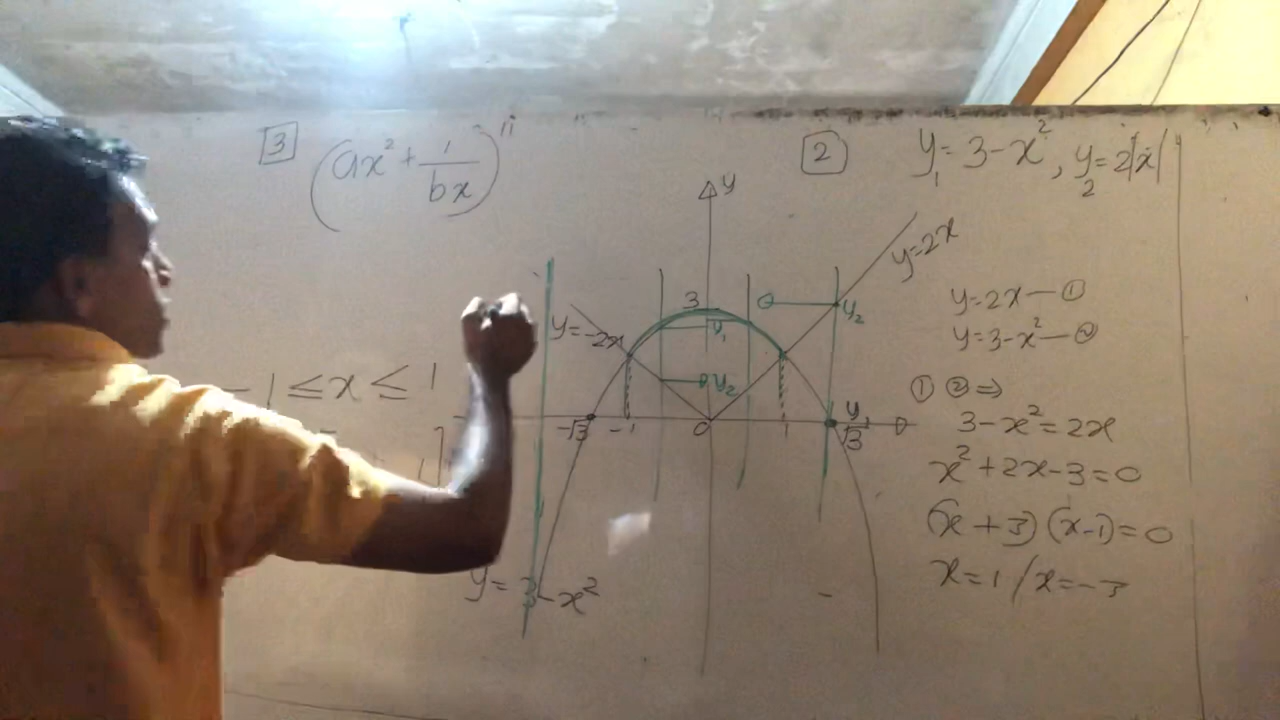 3 (ax² + 1/bx)¹¹
2 y₁ = 3 - x², y₂ = 2|x|
y
y=2x
y=-2x
3
y₁
y₂
y₂
y₁
-√3 -1 0 1 √3
y = 3 - x²
-1 ≤ x ≤ 1
y=2x — ①
y=3-x² — ②
① ② ⇒
3-x²=2x
x²+2x-3=0
(x+3)(x-1)=0
x=1 / x=-3